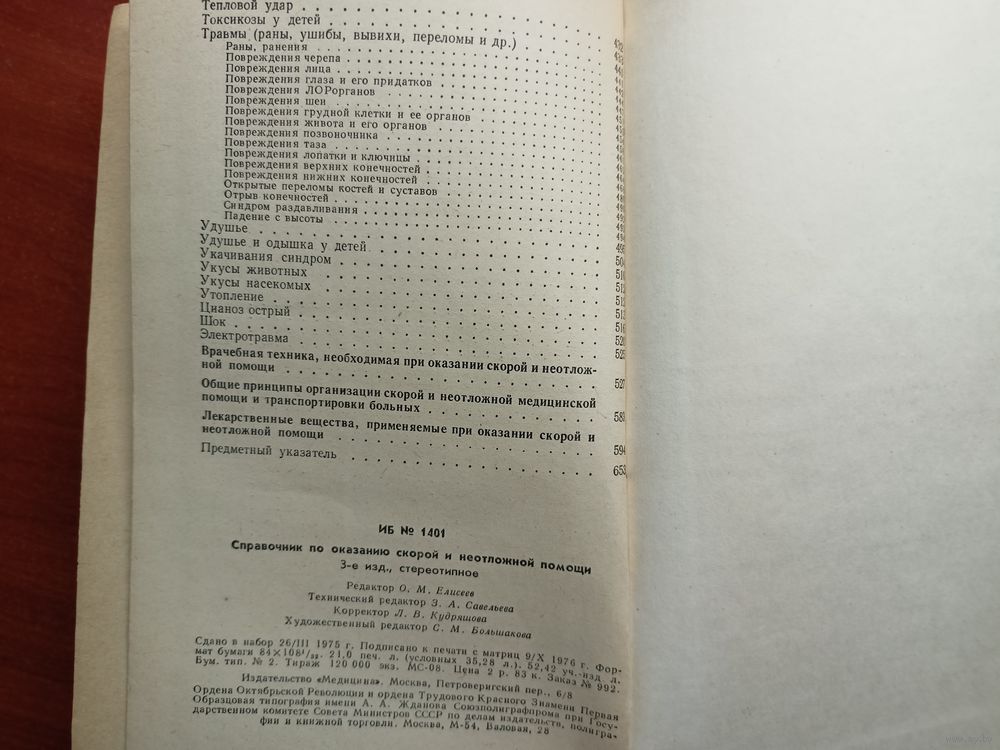 Тепловой удар
Токсикозы у детей
Травмы (раны, ушибы, вывихи, переломы и др.)
Раны, ранения
Повреждения черепа
Повреждения лица
Повреждения глаза и его придатков
Повреждения ЛОРорганов
Повреждения шеи
Повреждения грудной клетки и ее органов
Повреждения живота и его органов
Повреждения позвоночника
Повреждения таза
Повреждения лопатки и ключицы
Повреждения верхних конечностей
Повреждения нижних конечностей
Открытые переломы костей и суставов
Отрыв конечностей
Синдром раздавливания
Падение с высоты
Удушье
Удушье и одышка у детей
Укачивания синдром
Укусы животных
Укусы насекомых
Утопление
Цианоз острый
Шок
Электротравма
Врачебная техника, необходимая при оказании скорой и неотлож-
ной помощи . . . 527
Общие принципы организации скорой и неотложной медицинской
помощи и транспортировки больных . . . 583
Лекарственные вещества, применяемые при оказании скорой и
неотложной помощи . . . 594
Предметный указатель . . . 653
ИБ № 1401
Справочник по оказанию скорой и неотложной помощи
3-е изд., стереотипное
Редактор О. М. Елисеев
Технический редактор З. А. Савельева
Корректор Л. В. Кудряшова
Художественный редактор С. М. Большакова
Сдано в набор 26/III 1975 г. Подписано к печати с матриц 9/X 1976 г. Фор-
мат бумаги 84×108¹/₃₂. 21,0 печ. л. (условных 35,28 л.). 52,42 уч.-изд. л.
Бум. тип. № 2. Тираж 120 000 экз. МС-08. Цена 2 р. 83 к. Заказ № 992.
Издательство «Медицина». Москва, Петроверигский пер., 6/8
Ордена Октябрьской Революции и ордена Трудового Красного Знамени Первая
Образцовая типография имени А. А. Жданова Союзполиграфпрома при Госу-
дарственном комитете Совета Министров СССР по делам издательств, полигра-
фии и книжной торговли. Москва, М-54, Валовая, 28